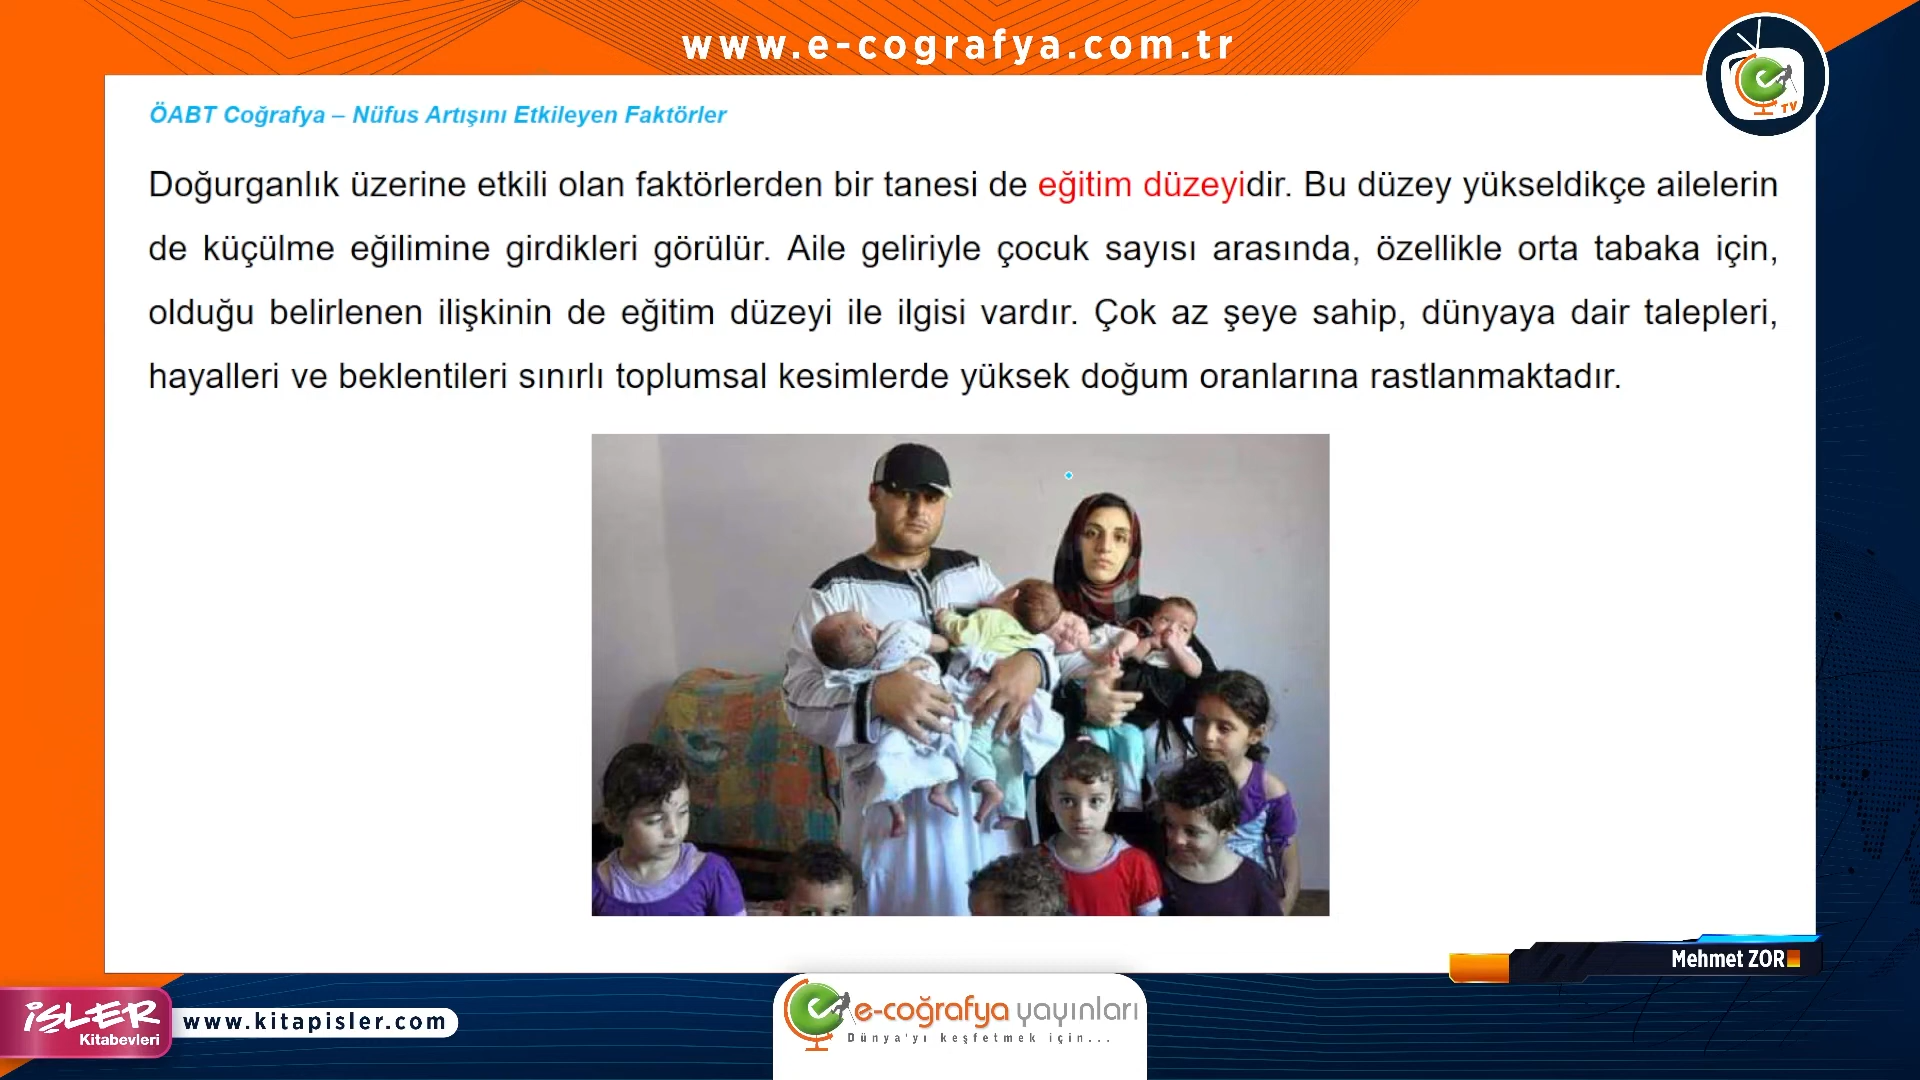 www.e-cografya.com.tr
TV
ÖABT Coğrafya – Nüfus Artışını Etkileyen Faktörler
Doğurganlık üzerine etkili olan faktörlerden bir tanesi de eğitim düzeyidir. Bu düzey yükseldikçe ailelerin
de küçülme eğilimine girdikleri görülür. Aile geliriyle çocuk sayısı arasında, özellikle orta tabaka için,
olduğu belirlenen ilişkinin de eğitim düzeyi ile ilgisi vardır. Çok az şeye sahip, dünyaya dair talepleri,
hayalleri ve beklentileri sınırlı toplumsal kesimlerde yüksek doğum oranlarına rastlanmaktadır.
Mehmet ZOR
İŞLER
Kitabevleri
www.kitapisler.com
e-coğrafya yayınları
Dünya'yı keşfetmek için...